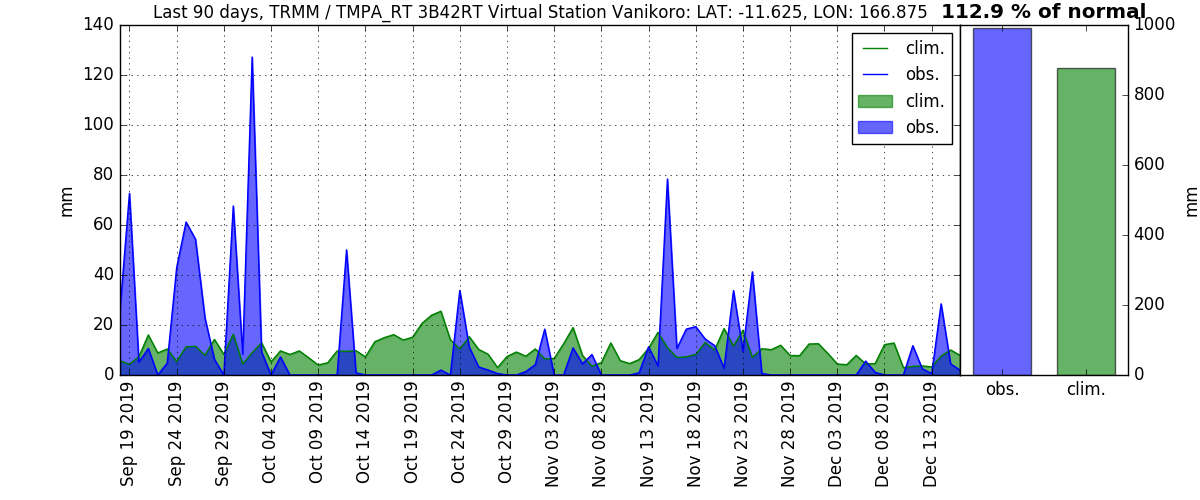 Last 90 days, TRMM / TMPA_RT 3B42RT Virtual Station Vanikoro: LAT: -11.625, LON: 166.875 112.9 % of normal
140
120
100
80
60
40
20
0
mm
clim.
obs.
clim.
obs.
1000
800
600
400
200
0
mm
obs.
clim.
Sep 19 2019
Sep 24 2019
Sep 29 2019
Oct 04 2019
Oct 09 2019
Oct 14 2019
Oct 19 2019
Oct 24 2019
Oct 29 2019
Nov 03 2019
Nov 08 2019
Nov 13 2019
Nov 18 2019
Nov 23 2019
Nov 28 2019
Dec 03 2019
Dec 08 2019
Dec 13 2019